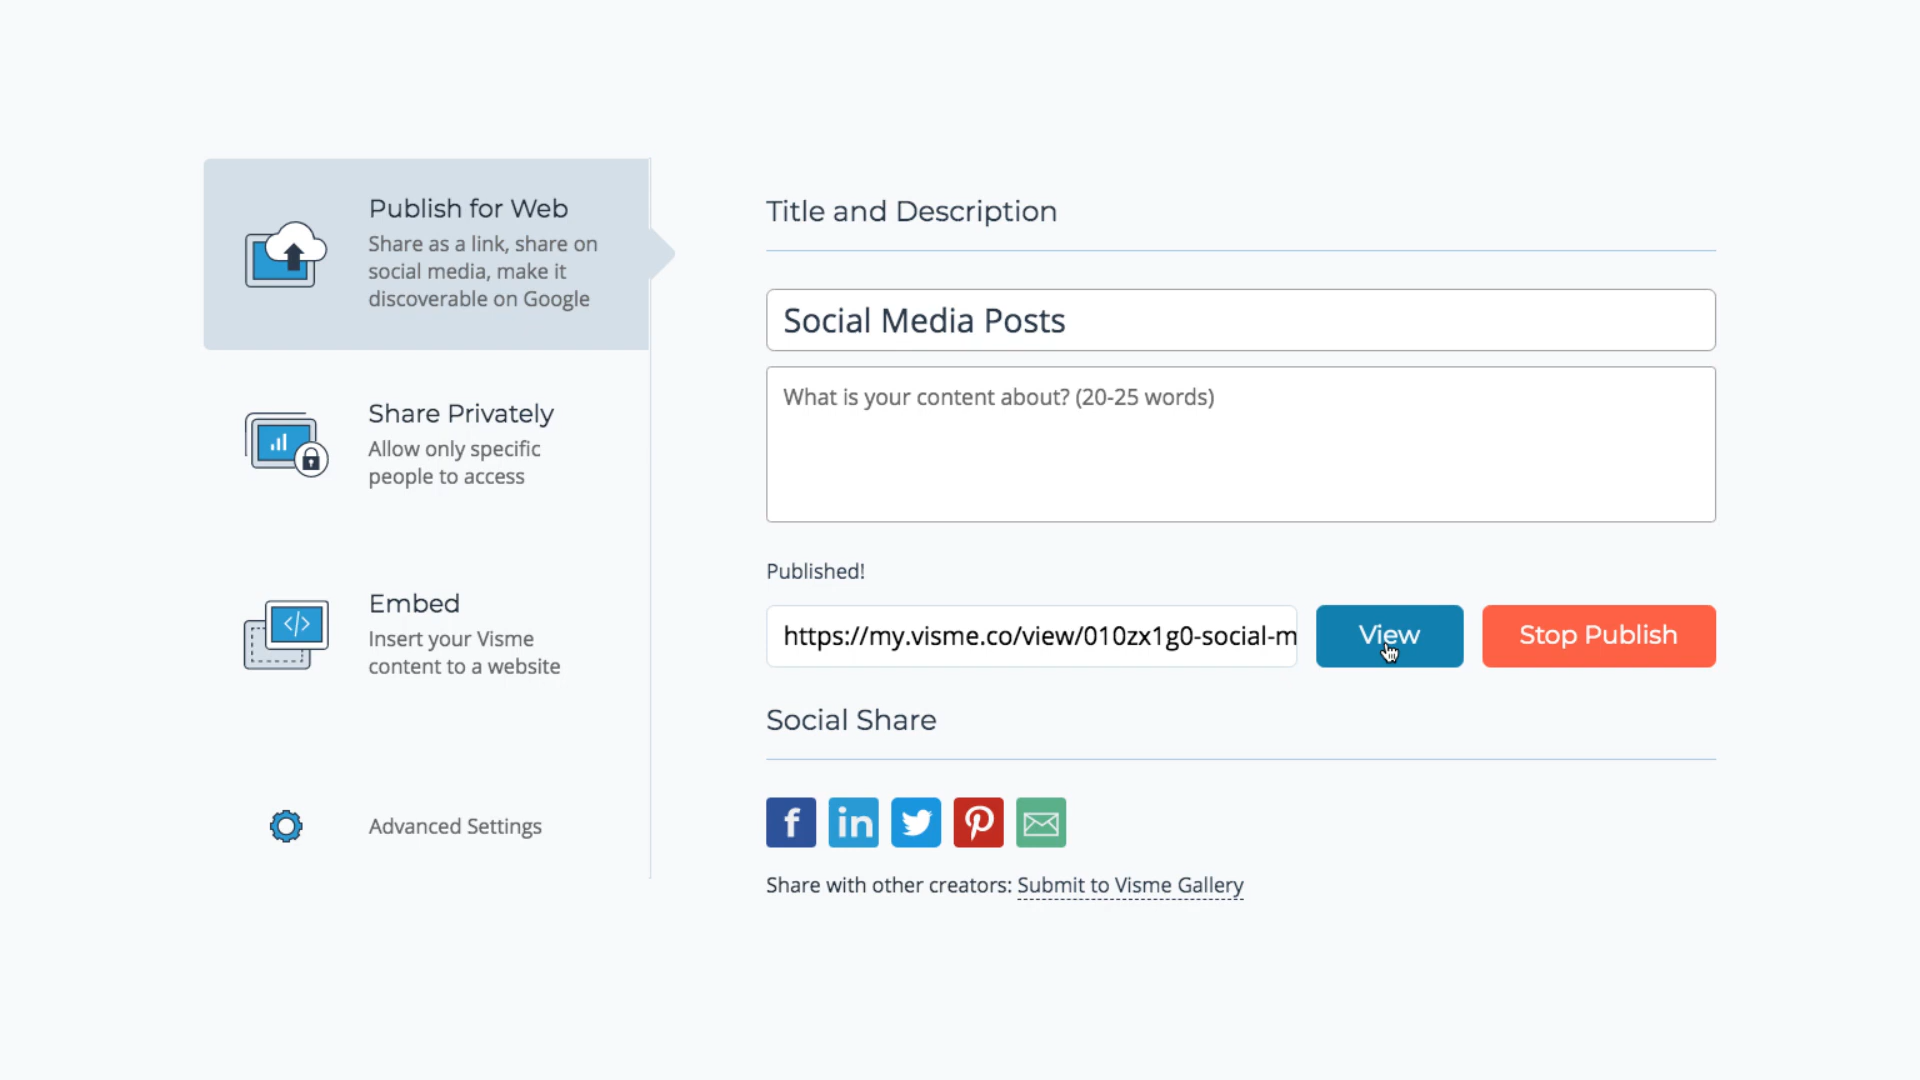 Publish for Web
Share as a link, share on
social media, make it
discoverable on Google
Share Privately
Allow only specific
people to access
Embed
Insert your Visme
content to a website
Advanced Settings
Title and Description
Social Media Posts
What is your content about? (20-25 words)
Published!
https://my.visme.co/view/010zx1g0-social-m
View
Stop Publish
Social Share
Share with other creators: Submit to Visme Gallery